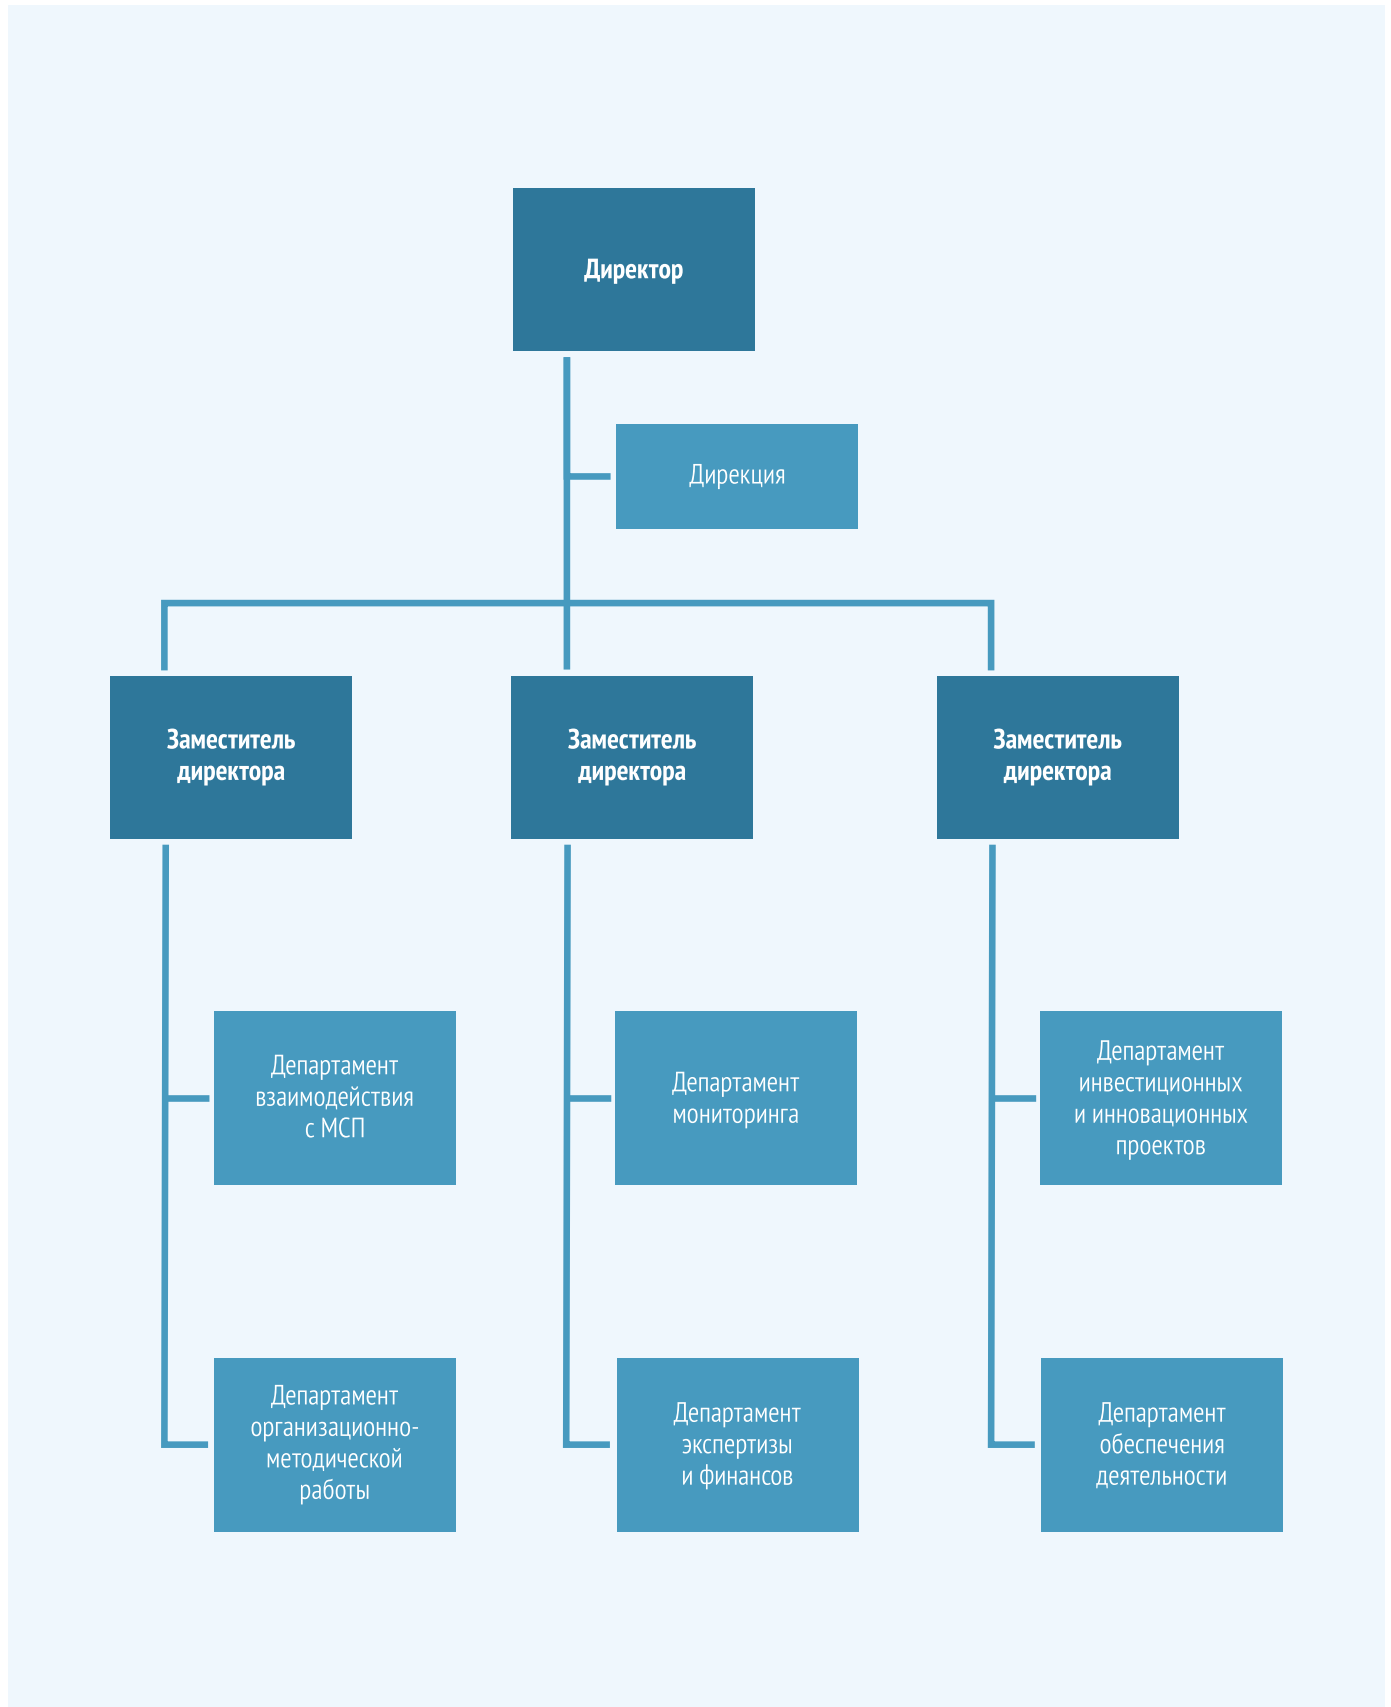 Директор
Дирекция
Заместитель
директора
Заместитель
директора
Заместитель
директора
Департамент
взаимодействия
с МСП
Департамент
мониторинга
Департамент
инвестиционных
и инновационных
проектов
Департамент
организационно-
методической
работы
Департамент
экспертизы
и финансов
Департамент
обеспечения
деятельности